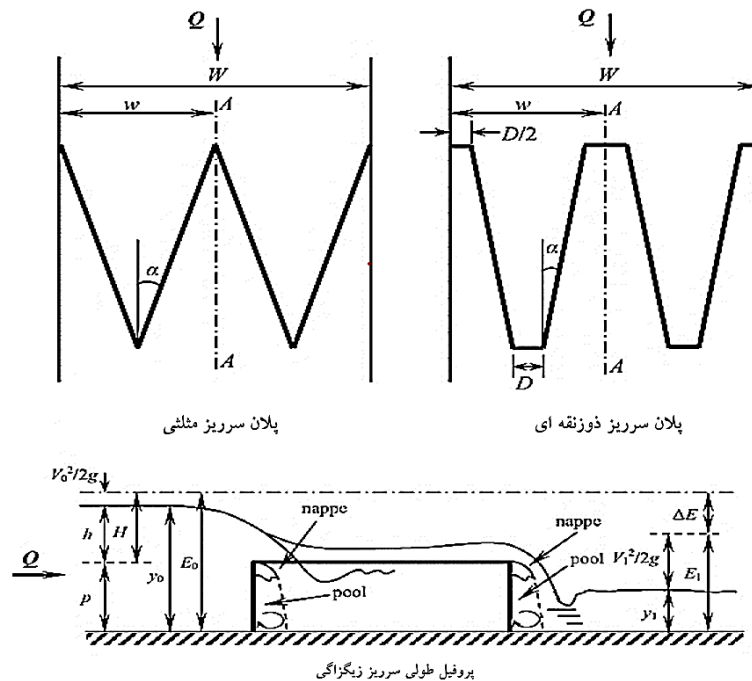 Q Q
W W
w A w A
D/2
α α
A A
D
پلان سرریز مثلثی
پلان سرریز ذوزنقه ای
V₀²/2g
nappe
h H nappe ΔE
Q y₀ E₀ pool pool V₁²/2g E₁
p y₁
پروفیل طولی سرریز زیگزاگی